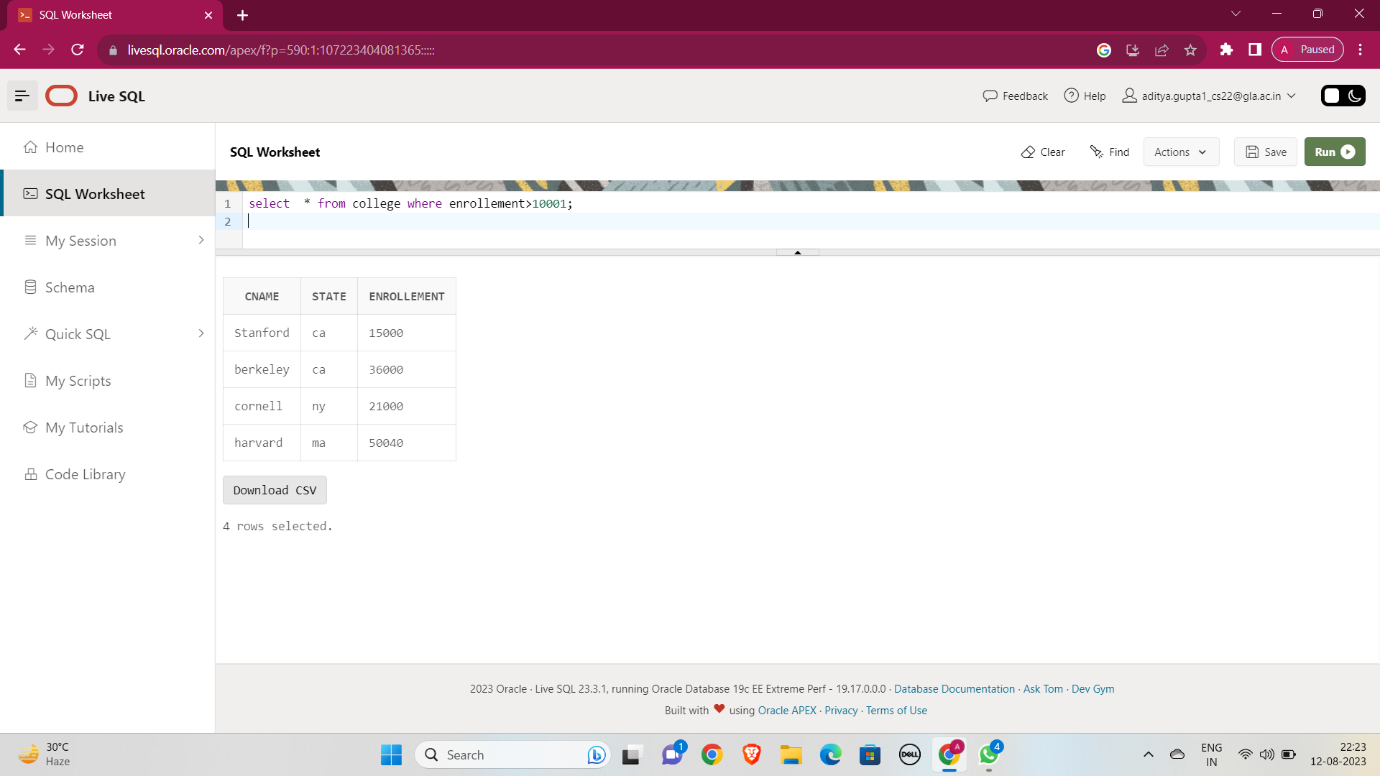 SQL Worksheet
livesql.oracle.com/apex/f?p=590:1:107223404081365:::::
A Paused
Live SQL
Feedback
Help
aditya.gupta1_cs22@gla.ac.in
Home
SQL Worksheet
My Session
Schema
Quick SQL
My Scripts
My Tutorials
Code Library
SQL Worksheet
Clear
Find
Actions
Save
Run
1 select  * from college where enrollement>10001;
2
CNAME STATE ENROLLEMENT
Stanford ca 15000
berkeley ca 36000
cornell ny 21000
harvard ma 50040
Download CSV
4 rows selected.
2023 Oracle · Live SQL 23.3.1, running Oracle Database 19c EE Extreme Perf - 19.17.0.0.0 · Database Documentation · Ask Tom · Dev Gym
Built with ❤ using Oracle APEX · Privacy · Terms of Use
30°C
Haze
Search
1
DELL
A
4
ENG
IN
22:23
12-08-2023